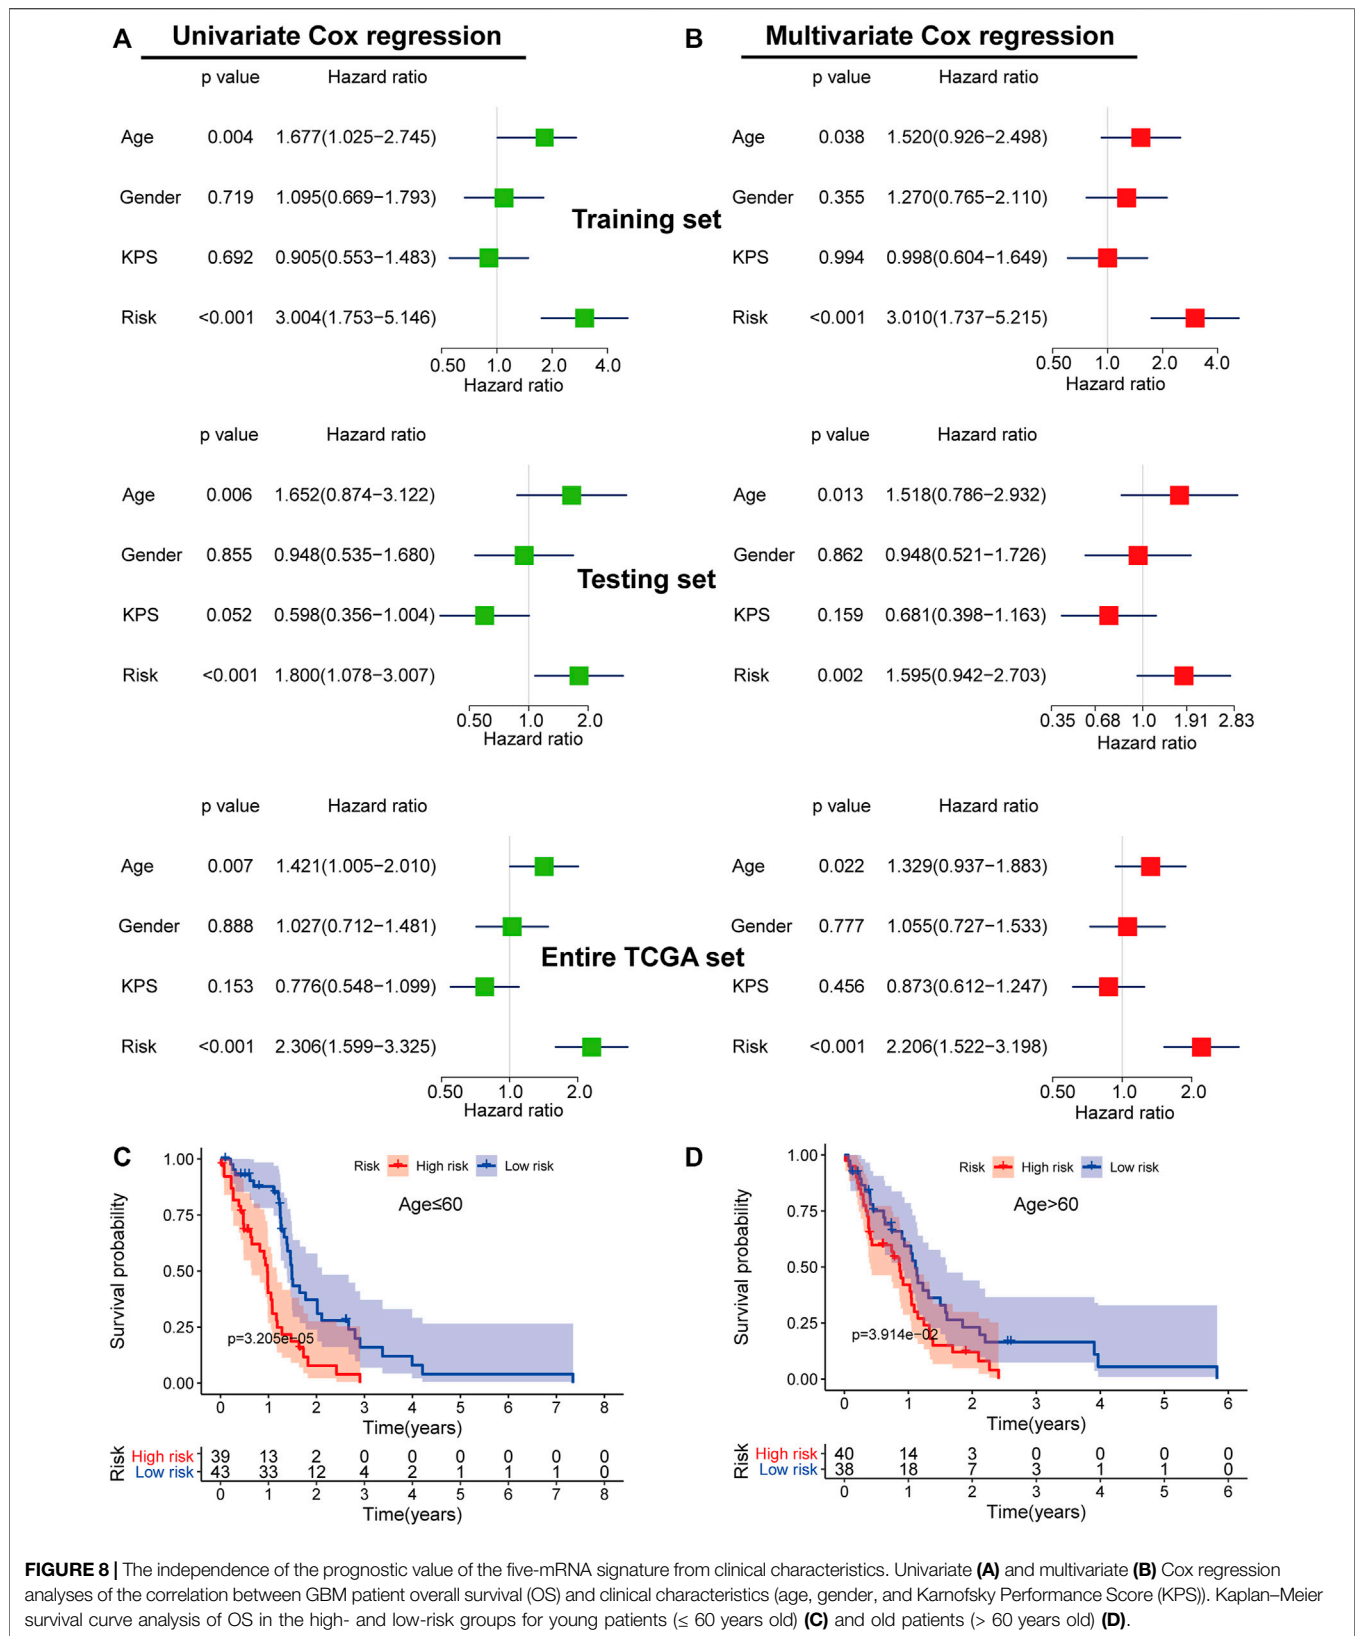 A Univariate Cox regression
p value Hazard ratio
Age 0.004 1.677(1.025−2.745)
Gender 0.719 1.095(0.669−1.793)
KPS 0.692 0.905(0.553−1.483)
Risk <0.001 3.004(1.753−5.146)
0.50 1.0 2.0 4.0
Hazard ratio
B Multivariate Cox regression
p value Hazard ratio
Age 0.038 1.520(0.926−2.498)
Gender 0.355 1.270(0.765−2.110)
KPS 0.994 0.998(0.604−1.649)
Risk <0.001 3.010(1.737−5.215)
0.50 1.0 2.0 4.0
Hazard ratio
Training set
p value Hazard ratio
Age 0.006 1.652(0.874−3.122)
Gender 0.855 0.948(0.535−1.680)
KPS 0.052 0.598(0.356−1.004)
Risk <0.001 1.800(1.078−3.007)
0.50 1.0 2.0
Hazard ratio
p value Hazard ratio
Age 0.013 1.518(0.786−2.932)
Gender 0.862 0.948(0.521−1.726)
KPS 0.159 0.681(0.398−1.163)
Risk 0.002 1.595(0.942−2.703)
0.35 0.68 1.0 1.91 2.83
Hazard ratio
Testing set
p value Hazard ratio
Age 0.007 1.421(1.005−2.010)
Gender 0.888 1.027(0.712−1.481)
KPS 0.153 0.776(0.548−1.099)
Risk <0.001 2.306(1.599−3.325)
0.50 1.0 2.0
Hazard ratio
p value Hazard ratio
Age 0.022 1.329(0.937−1.883)
Gender 0.777 1.055(0.727−1.533)
KPS 0.456 0.873(0.612−1.247)
Risk <0.001 2.206(1.522−3.198)
0.50 1.0 2.0
Hazard ratio
Entire TCGA set
C
Risk High risk Low risk
Age≤60
Survival probability
1.00
0.75
0.50
0.25
0.00
p=3.205e−05
0 1 2 3 4 5 6 7 8
Time(years)
Risk
High risk 39 13 2 0 0 0 0 0 0
Low risk 43 33 12 4 2 1 1 1 0
0 1 2 3 4 5 6 7 8
Time(years)
D
Risk High risk Low risk
Age>60
Survival probability
1.00
0.75
0.50
0.25
0.00
p=3.914e−02
0 1 2 3 4 5 6
Time(years)
Risk
High risk 40 14 3 0 0 0 0
Low risk 38 18 7 3 1 1 0
0 1 2 3 4 5 6
Time(years)
FIGURE 8 | The independence of the prognostic value of the five-mRNA signature from clinical characteristics. Univariate (A) and multivariate (B) Cox regression
analyses of the correlation between GBM patient overall survival (OS) and clinical characteristics (age, gender, and Karnofsky Performance Score (KPS)). Kaplan–Meier
survival curve analysis of OS in the high- and low-risk groups for young patients (≤ 60 years old) (C) and old patients (> 60 years old) (D).